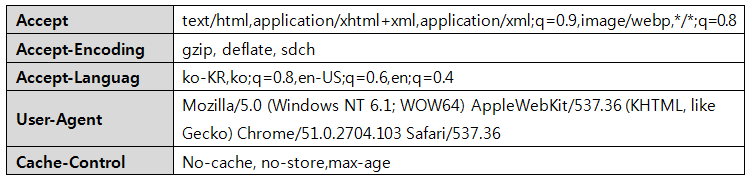 Accept text/html,application/xhtml+xml,application/xml;q=0.9,image/webp,*/*;q=0.8
Accept-Encoding gzip, deflate, sdch
Accept-Languag ko-KR,ko;q=0.8,en-US;q=0.6,en;q=0.4
User-Agent Mozilla/5.0 (Windows NT 6.1; WOW64) AppleWebKit/537.36 (KHTML, like
Gecko) Chrome/51.0.2704.103 Safari/537.36
Cache-Control No-cache, no-store,max-age